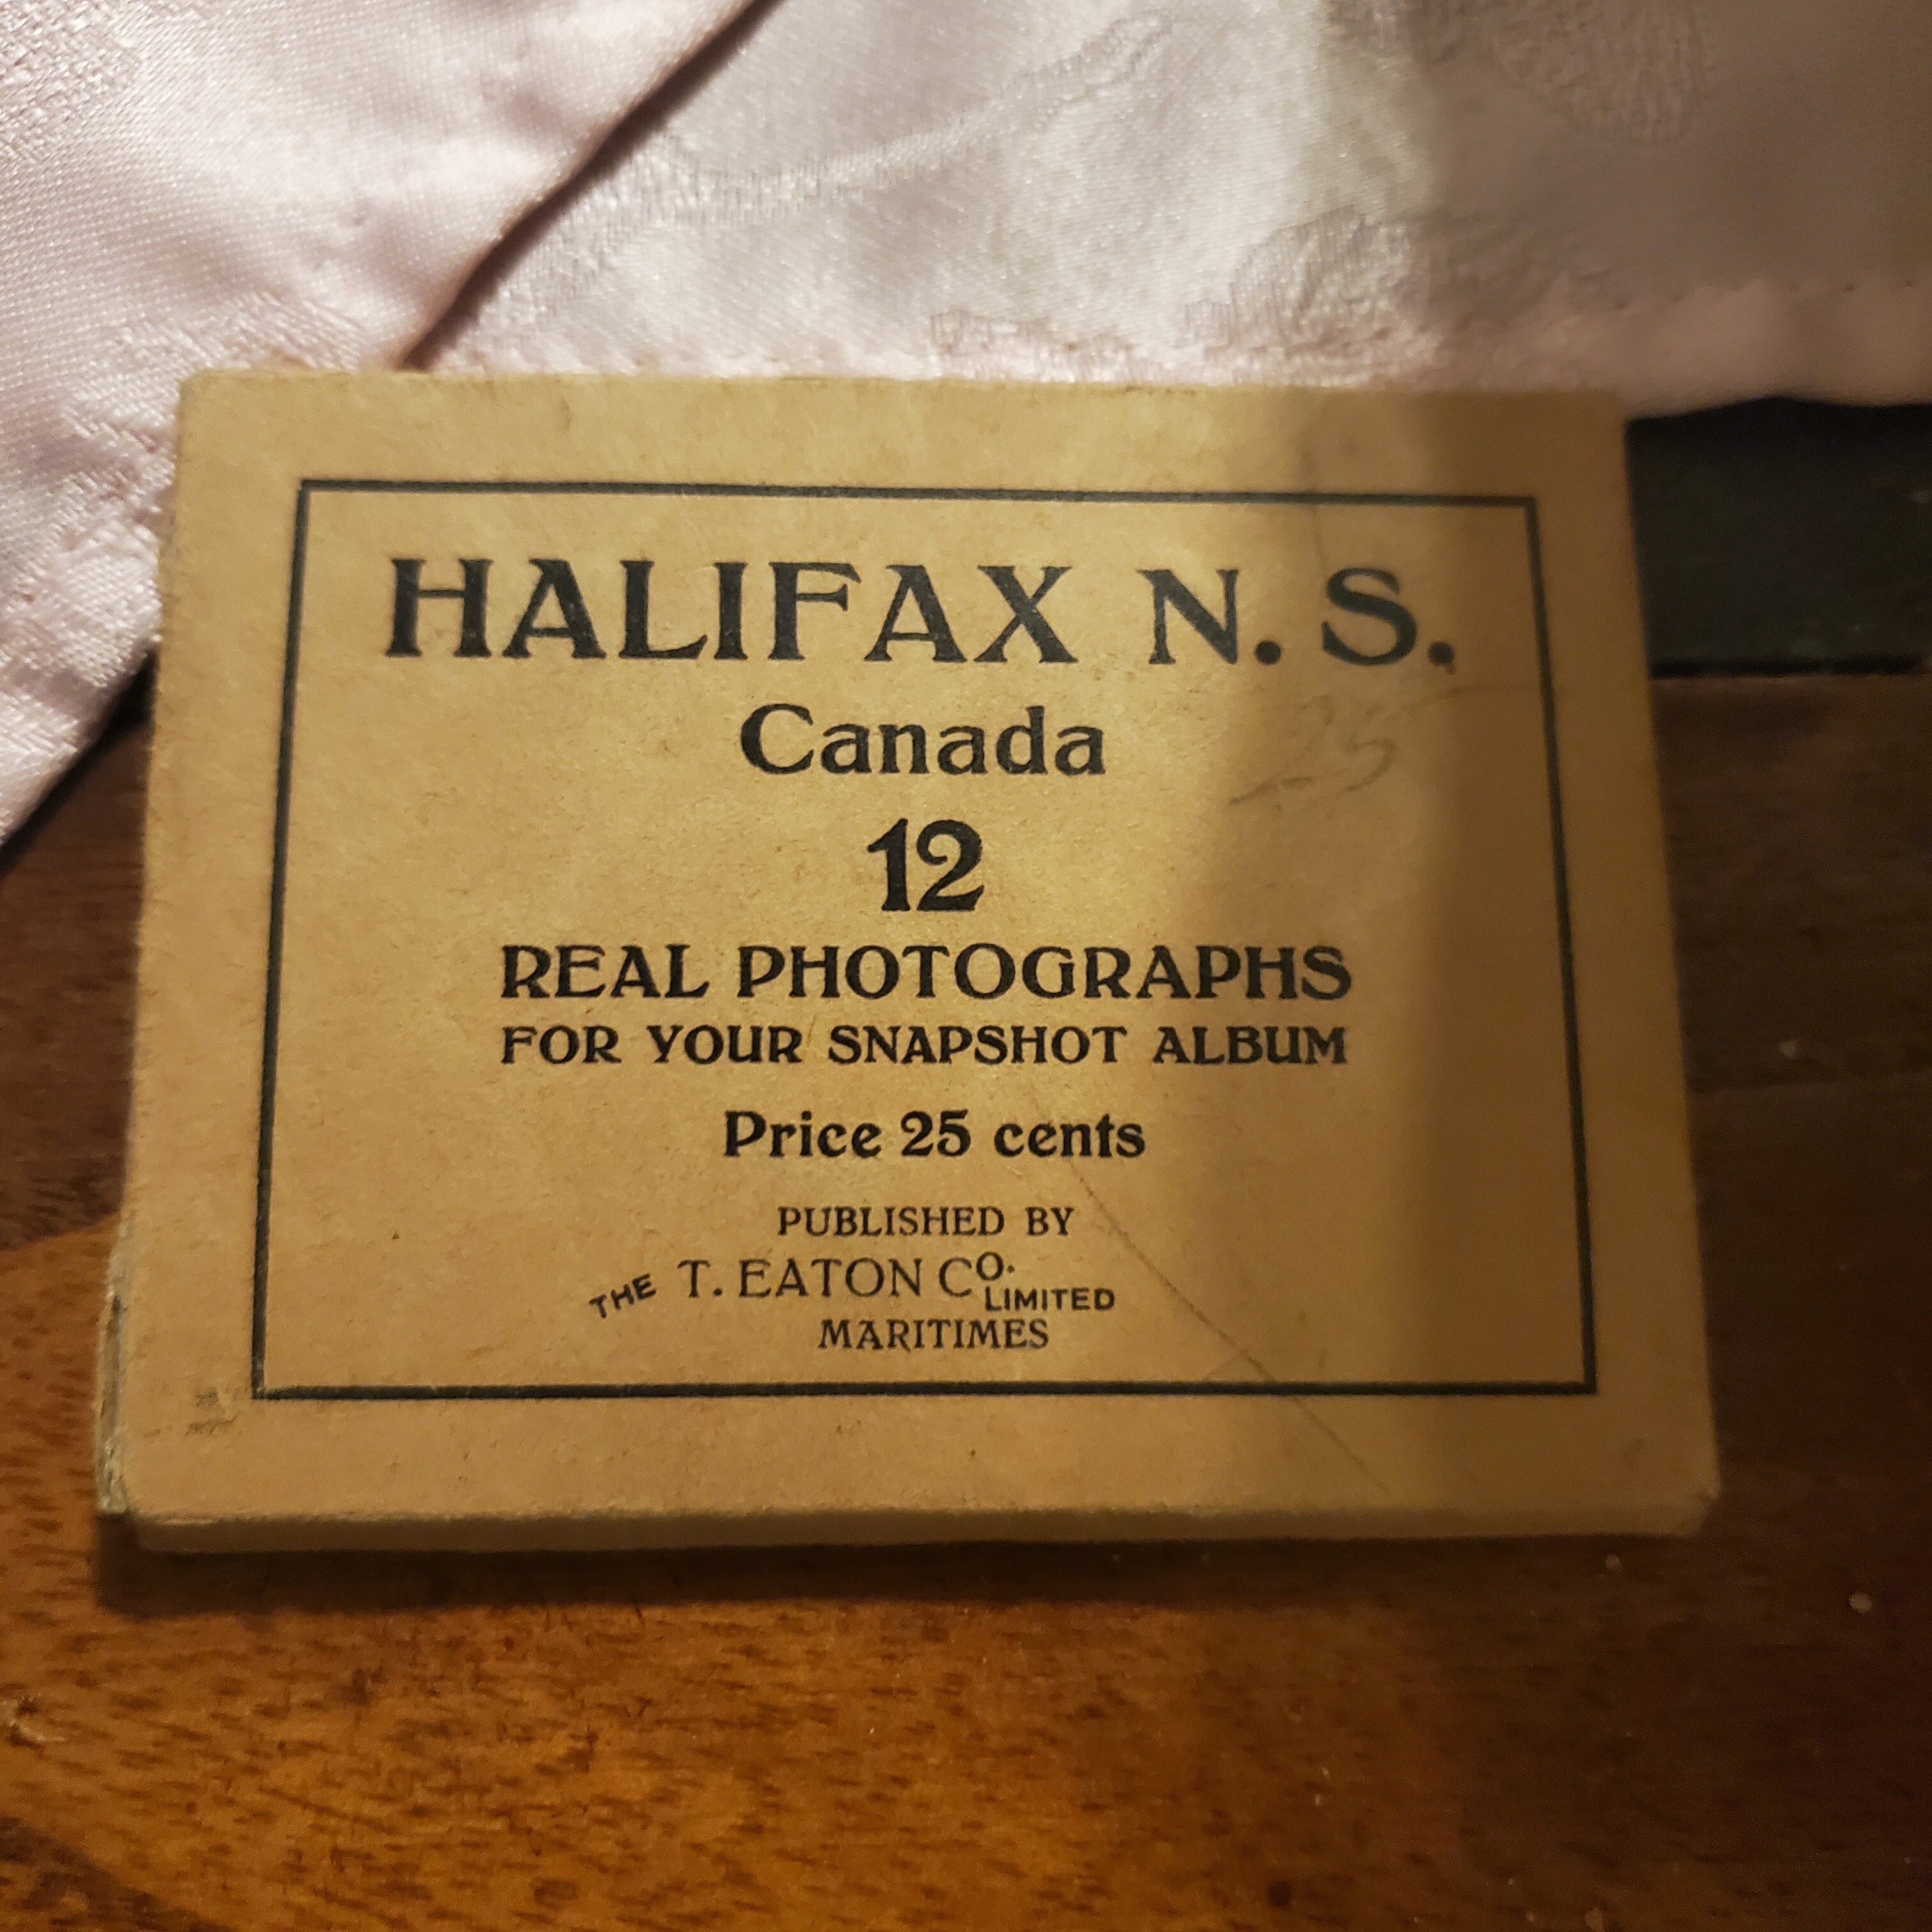 HALIFAX N. S.
Canada
25
12
REAL PHOTOGRAPHS
FOR YOUR SNAPSHOT ALBUM
Price 25 cents
PUBLISHED BY
THE T. EATON CO. LIMITED
MARITIMES